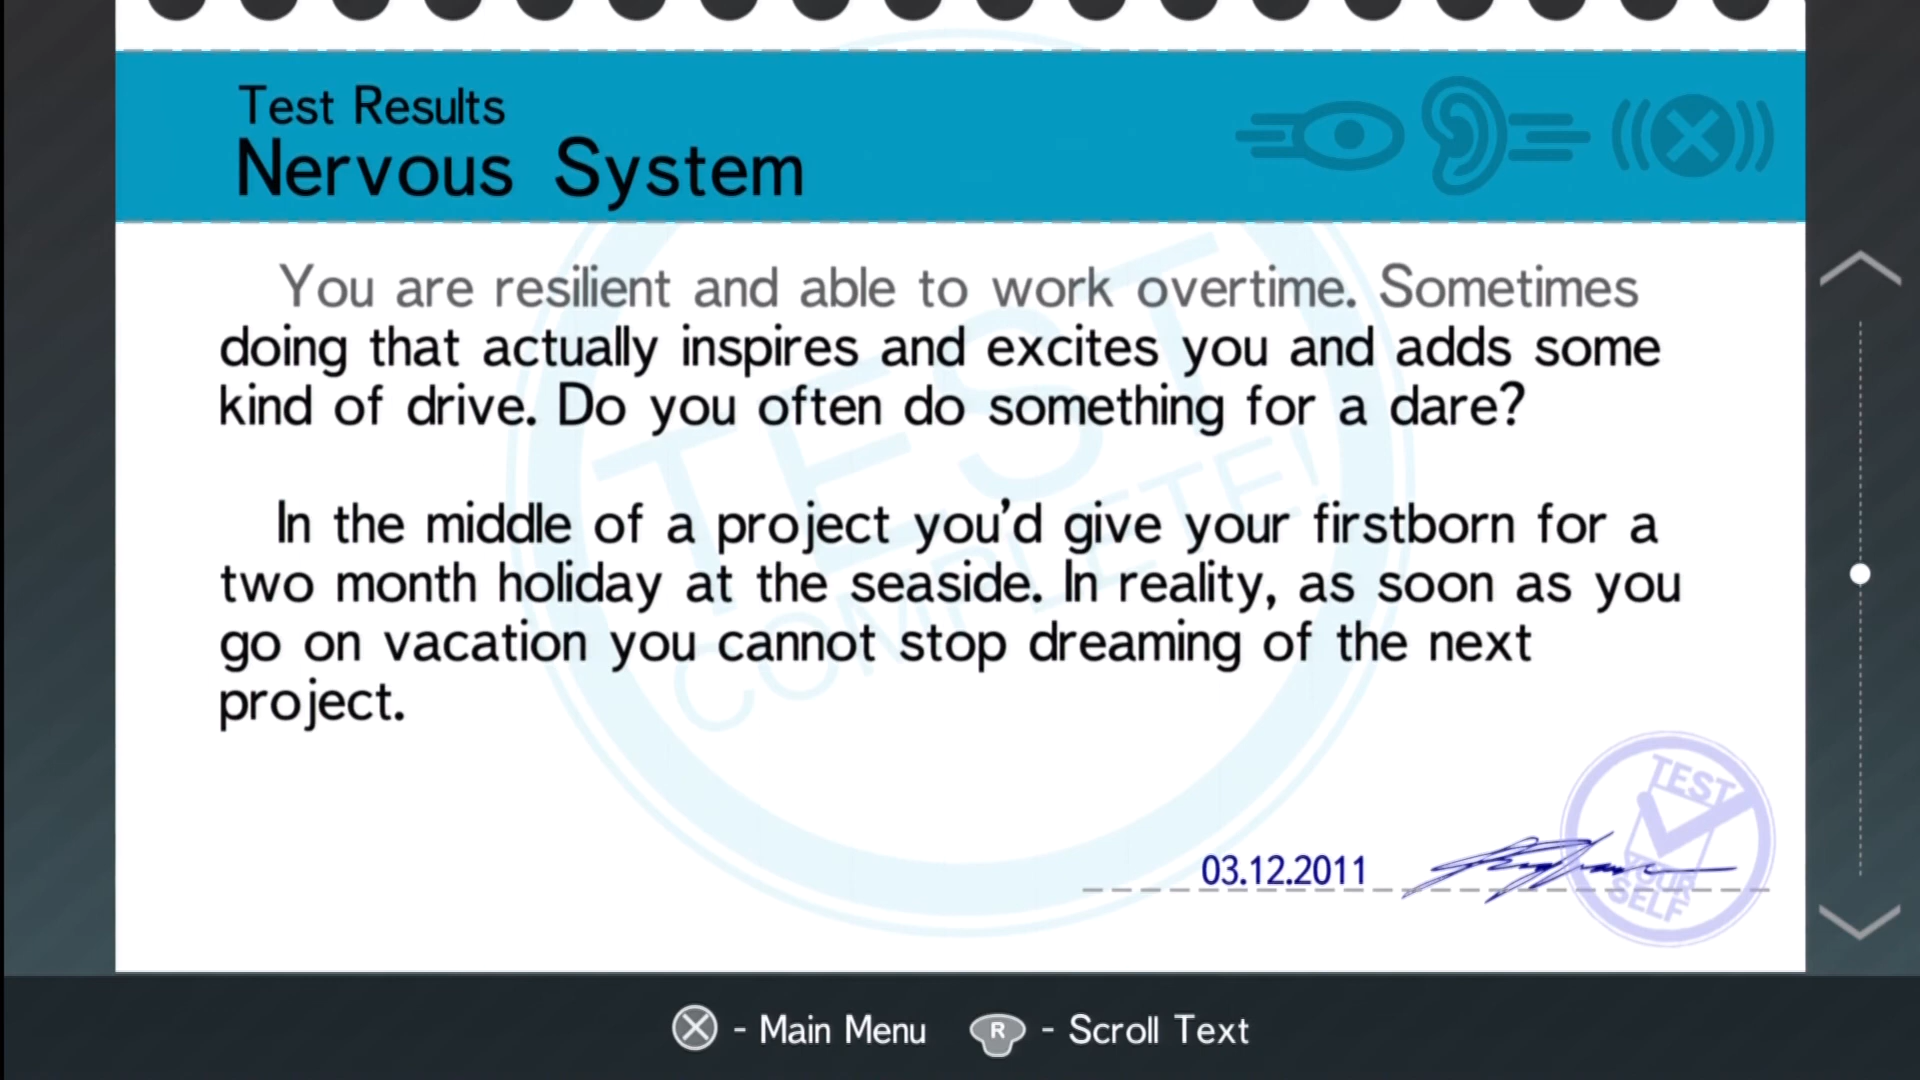 Test Results
Nervous System
You are resilient and able to work overtime. Sometimes
doing that actually inspires and excites you and adds some
kind of drive. Do you often do something for a dare?
In the middle of a project you'd give your firstborn for a
two month holiday at the seaside. In reality, as soon as you
go on vacation you cannot stop dreaming of the next
project.
TEST
COMPLETE!
03.12.2011
TEST
YOUR
SELF
X - Main Menu R - Scroll Text